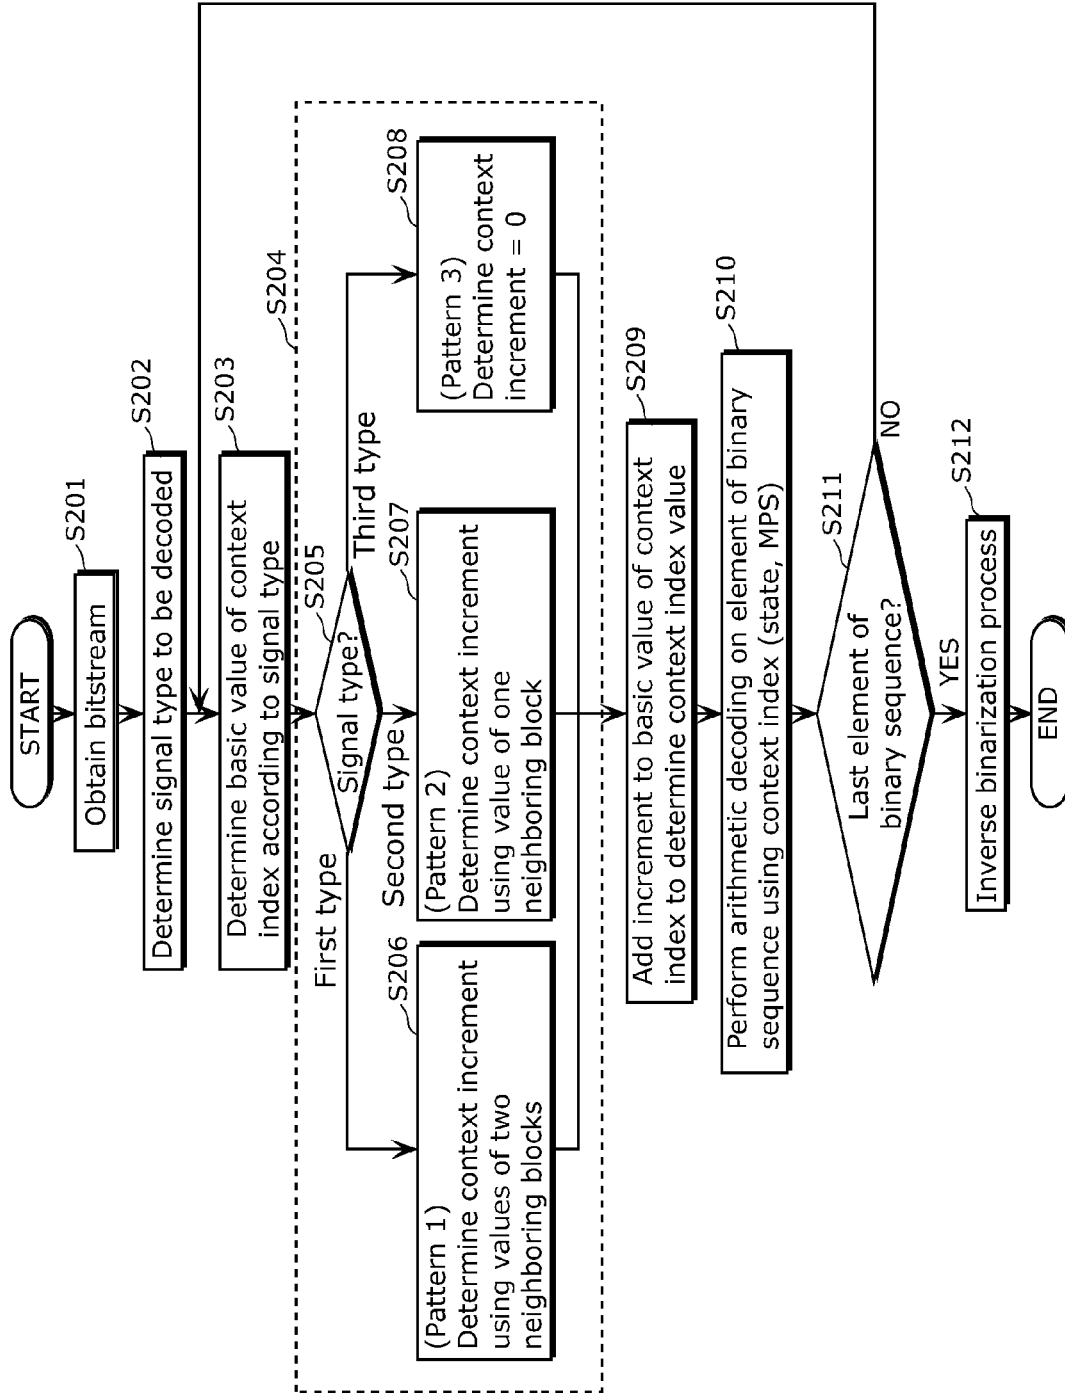 START
S201
Obtain bitstream
S202
Determine signal type to be decoded
S203
Determine basic value of context
index according to signal type
S204
S205
Signal type?
First type
Second type
Third type
S206
(Pattern 1)
Determine context increment
using values of two
neighboring blocks
S207
(Pattern 2)
Determine context increment
using value of one
neighboring block
S208
(Pattern 3)
Determine context
increment = 0
S209
Add increment to basic value of context
index to determine context index value
S210
Perform arithmetic decoding on element of binary
sequence using context index (state, MPS)
S211
Last element of
binary sequence?
NO
YES
S212
Inverse binarization process
END